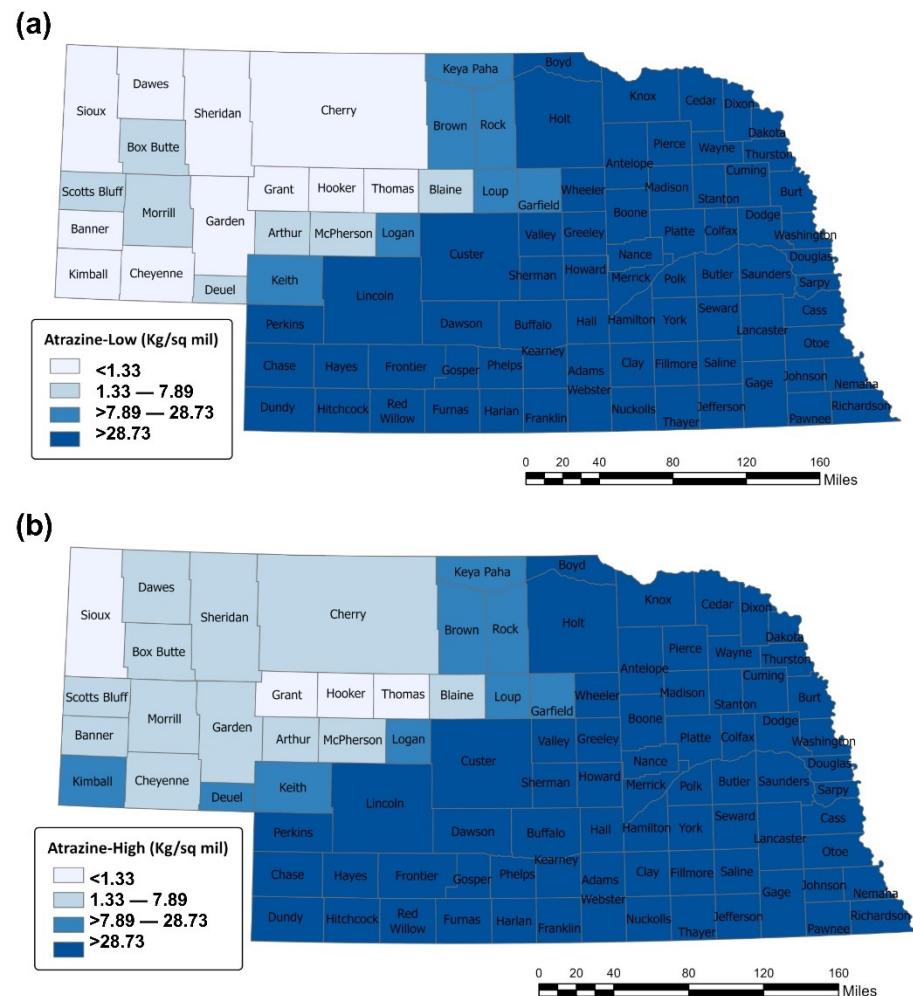 (a)
Boyd
Keya Paha
Dawes
Knox
Cedar
Dixon
Sioux
Sheridan
Cherry
Holt
Brown
Rock
Dakota
Box Butte
Pierce
Wayne
Thurston
Antelope
Cuming
Scotts Bluff
Grant
Hooker
Thomas
Blaine
Loup
Garfield
Wheeler
Madison
Stanton
Burt
Morrill
Garden
Boone
Dodge
Banner
Arthur
McPherson
Logan
Custer
Valley
Greeley
Platte
Colfax
Washington
Nance
Douglas
Kimball
Cheyenne
Deuel
Keith
Lincoln
Sherman
Howard
Merrick
Polk
Butler
Saunders
Sarpy
Perkins
Dawson
Buffalo
Hall
Hamilton
York
Seward
Lancaster
Cass
Otoe
Chase
Hayes
Frontier
Gosper
Phelps
Kearney
Adams
Clay
Fillmore
Saline
Gage
Johnson
Nemaha
Dundy
Hitchcock
Red
Willow
Furnas
Harlan
Franklin
Webster
Nuckolls
Thayer
Jefferson
Pawnee
Richardson
Atrazine-Low (Kg/sq mil)
<1.33
1.33 — 7.89
>7.89 — 28.73
>28.73
0 20 40 80 120 160
Miles
(b)
Boyd
Keya Paha
Dawes
Knox
Cedar
Dixon
Sioux
Sheridan
Cherry
Holt
Brown
Rock
Dakota
Box Butte
Pierce
Wayne
Thurston
Antelope
Cuming
Scotts Bluff
Grant
Hooker
Thomas
Blaine
Loup
Garfield
Wheeler
Madison
Stanton
Burt
Morrill
Garden
Boone
Dodge
Banner
Arthur
McPherson
Logan
Custer
Valley
Greeley
Platte
Colfax
Washington
Nance
Douglas
Kimball
Cheyenne
Deuel
Keith
Lincoln
Sherman
Howard
Merrick
Polk
Butler
Saunders
Sarpy
Perkins
Dawson
Buffalo
Hall
Hamilton
York
Seward
Lancaster
Cass
Otoe
Chase
Hayes
Frontier
Gosper
Phelps
Kearney
Adams
Clay
Fillmore
Saline
Gage
Johnson
Nemaha
Dundy
Hitchcock
Red
Willow
Furnas
Harlan
Franklin
Webster
Nuckolls
Thayer
Jefferson
Pawnee
Richardson
Atrazine-High (Kg/sq mil)
<1.33
1.33 — 7.89
>7.89 — 28.73
>28.73
0 20 40 80 120 160
Miles